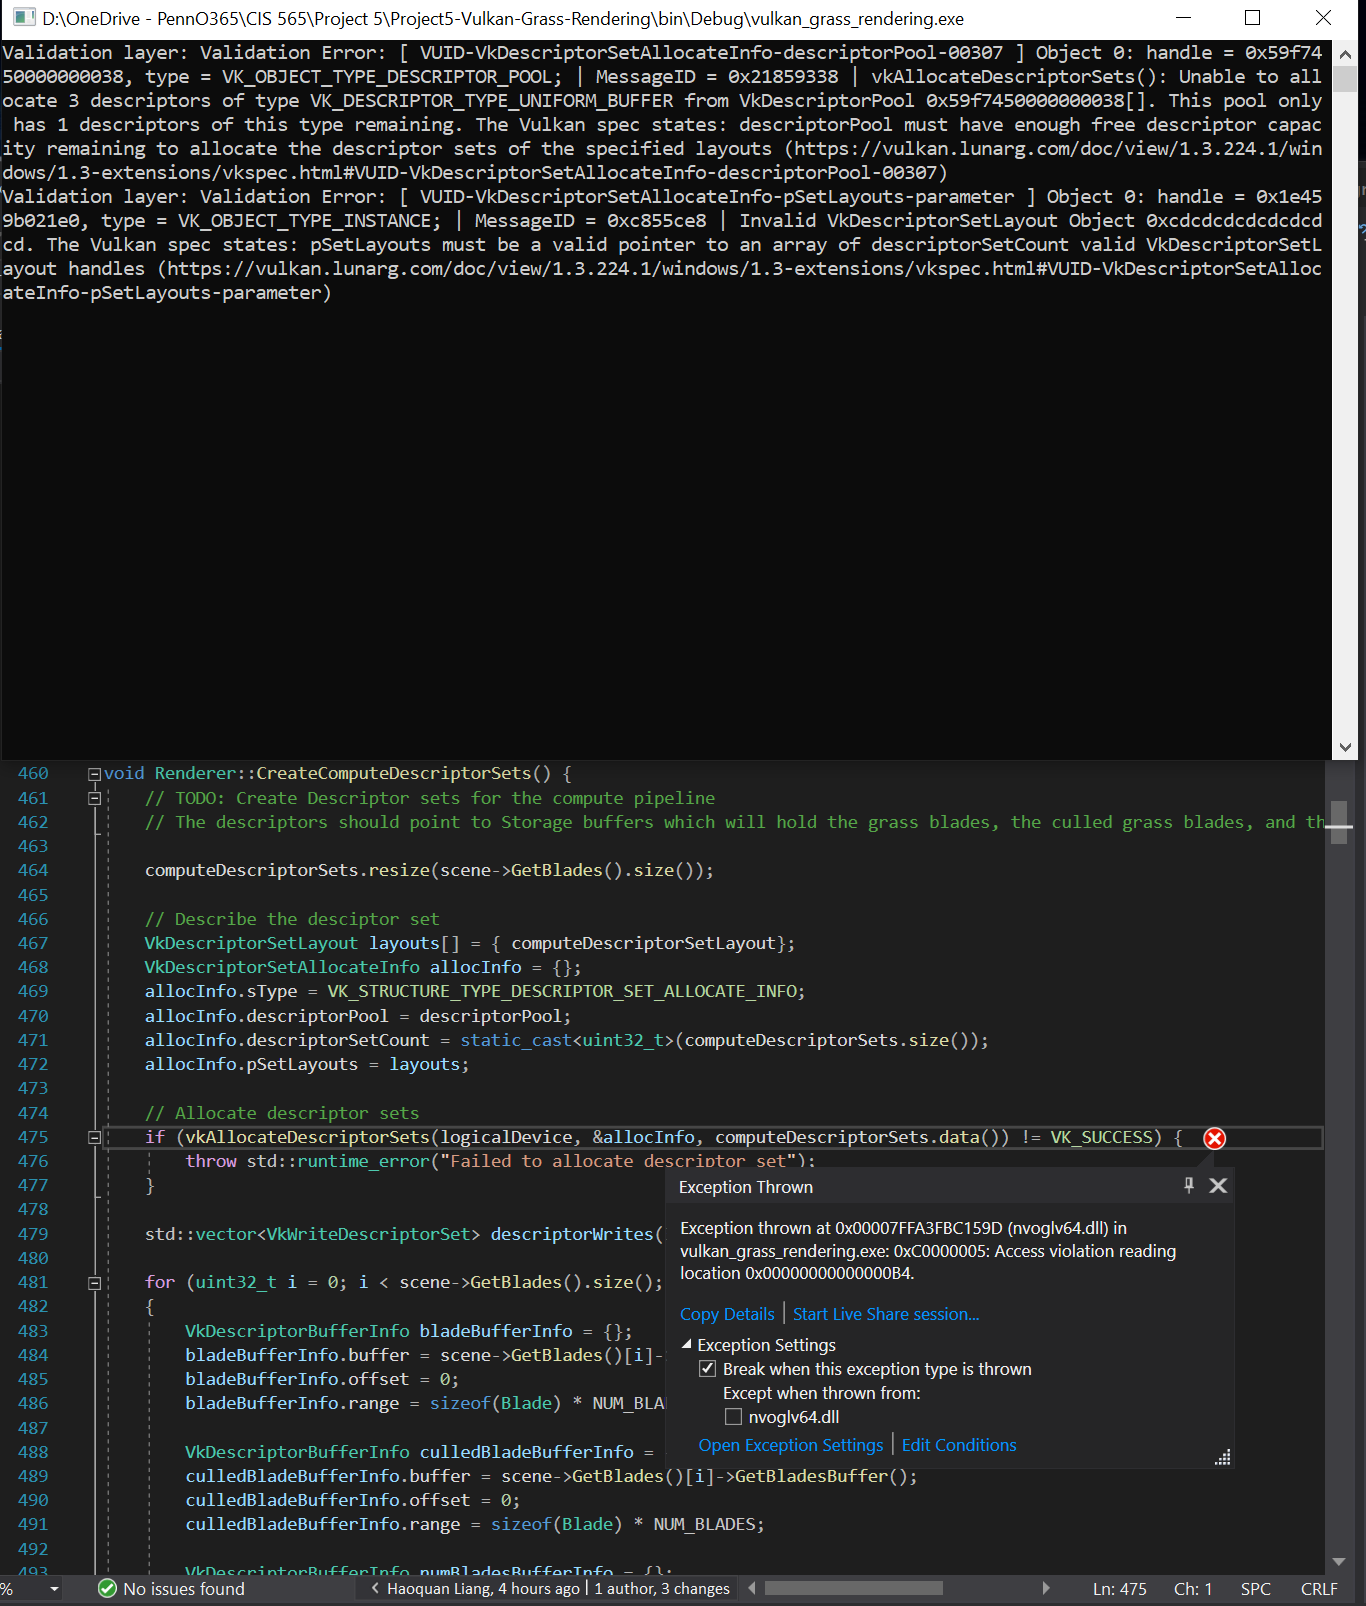 D:\OneDrive - PennO365\CIS 565\Project 5\Project5-Vulkan-Grass-Rendering\bin\Debug\vulkan_grass_rendering.exe
Validation layer: Validation Error: [ VUID-VkDescriptorSetAllocateInfo-descriptorPool-00307 ] Object 0: handle = 0x59f74
50000000038, type = VK_OBJECT_TYPE_DESCRIPTOR_POOL; | MessageID = 0x21859338 | vkAllocateDescriptorSets(): Unable to all
ocate 3 descriptors of type VK_DESCRIPTOR_TYPE_UNIFORM_BUFFER from VkDescriptorPool 0x59f7450000000038[]. This pool only
 has 1 descriptors of this type remaining. The Vulkan spec states: descriptorPool must have enough free descriptor capac
ity remaining to allocate the descriptor sets of the specified layouts (https://vulkan.lunarg.com/doc/view/1.3.224.1/win
dows/1.3-extensions/vkspec.html#VUID-VkDescriptorSetAllocateInfo-descriptorPool-00307)
Validation layer: Validation Error: [ VUID-VkDescriptorSetAllocateInfo-pSetLayouts-parameter ] Object 0: handle = 0x1e45
9b021e0, type = VK_OBJECT_TYPE_INSTANCE; | MessageID = 0xc855ce8 | Invalid VkDescriptorSetLayout Object 0xcdcdcdcdcdcdcd
cd. The Vulkan spec states: pSetLayouts must be a valid pointer to an array of descriptorSetCount valid VkDescriptorSetL
ayout handles (https://vulkan.lunarg.com/doc/view/1.3.224.1/windows/1.3-extensions/vkspec.html#VUID-VkDescriptorSetAlloc
ateInfo-pSetLayouts-parameter)
460 void Renderer::CreateComputeDescriptorSets() {
461 // TODO: Create Descriptor sets for the compute pipeline
462 // The descriptors should point to Storage buffers which will hold the grass blades, the culled grass blades, and th
463
464 computeDescriptorSets.resize(scene->GetBlades().size());
465
466 // Describe the desciptor set
467 VkDescriptorSetLayout layouts[] = { computeDescriptorSetLayout};
468 VkDescriptorSetAllocateInfo allocInfo = {};
469 allocInfo.sType = VK_STRUCTURE_TYPE_DESCRIPTOR_SET_ALLOCATE_INFO;
470 allocInfo.descriptorPool = descriptorPool;
471 allocInfo.descriptorSetCount = static_cast<uint32_t>(computeDescriptorSets.size());
472 allocInfo.pSetLayouts = layouts;
473
474 // Allocate descriptor sets
475 if (vkAllocateDescriptorSets(logicalDevice, &allocInfo, computeDescriptorSets.data()) != VK_SUCCESS) {
476 throw std::runtime_error("Failed to allocate descriptor set");
477 }
478
479 std::vector<VkWriteDescriptorSet> descriptorWrites(
480
481 for (uint32_t i = 0; i < scene->GetBlades().size();
482 {
483 VkDescriptorBufferInfo bladeBufferInfo = {};
484 bladeBufferInfo.buffer = scene->GetBlades()[i]-
485 bladeBufferInfo.offset = 0;
486 bladeBufferInfo.range = sizeof(Blade) * NUM_BLA
487
488 VkDescriptorBufferInfo culledBladeBufferInfo =
489 culledBladeBufferInfo.buffer = scene->GetBlades()[i]->GetBladesBuffer();
490 culledBladeBufferInfo.offset = 0;
491 culledBladeBufferInfo.range = sizeof(Blade) * NUM_BLADES;
492
493 VkDescriptorBufferInfo numBladesBufferInfo = {};
Exception Thrown
Exception thrown at 0x00007FFA3FBC159D (nvoglv64.dll) in
vulkan_grass_rendering.exe: 0xC0000005: Access violation reading
location 0x00000000000000B4.
Copy Details | Start Live Share session...
Exception Settings
Break when this exception type is thrown
Except when thrown from:
nvoglv64.dll
Open Exception Settings | Edit Conditions
% No issues found Haoquan Liang, 4 hours ago | 1 author, 3 changes Ln: 475 Ch: 1 SPC CRLF